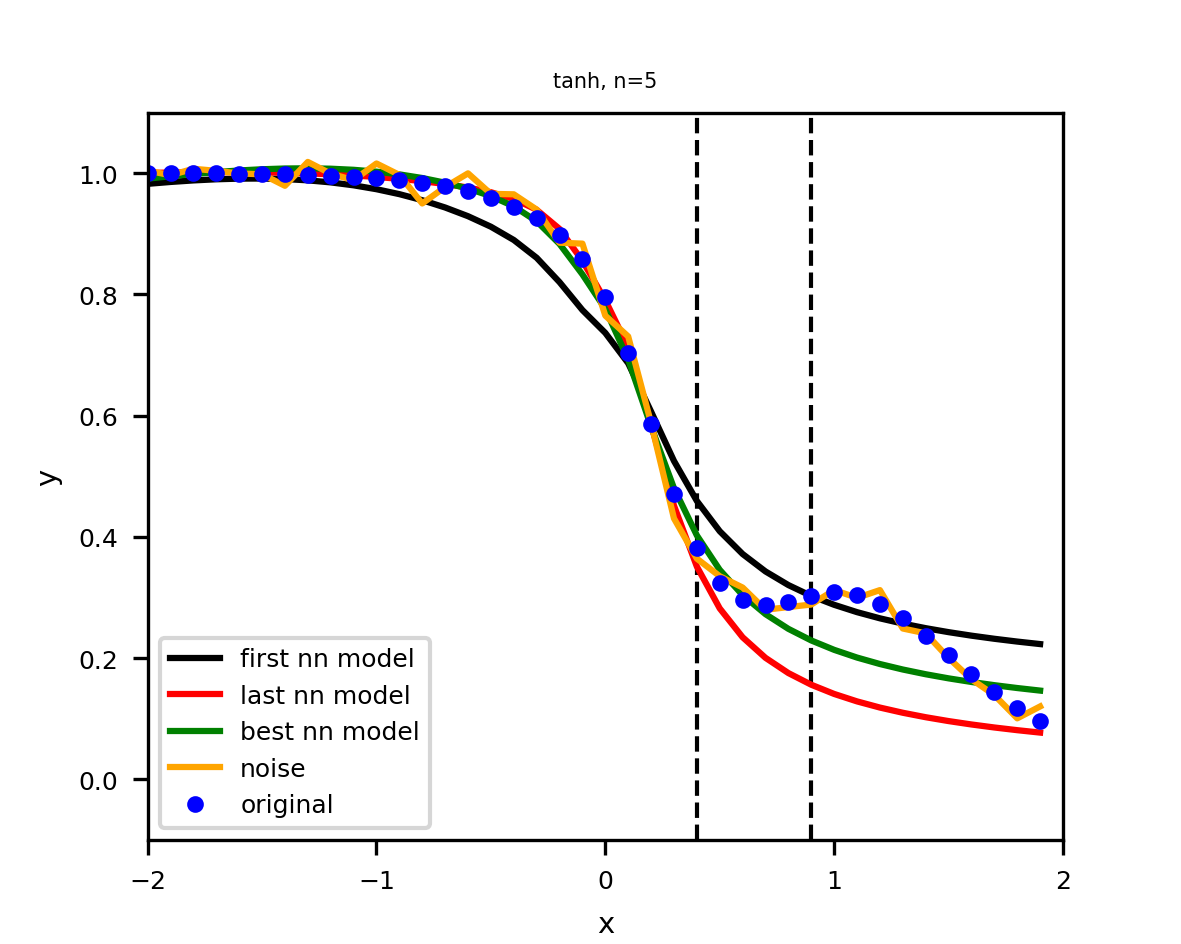 tanh, n=5
1.0
0.8
0.6
0.4
0.2
0.0
y
first nn model
last nn model
best nn model
noise
original
−2
−1
0
1
2
x